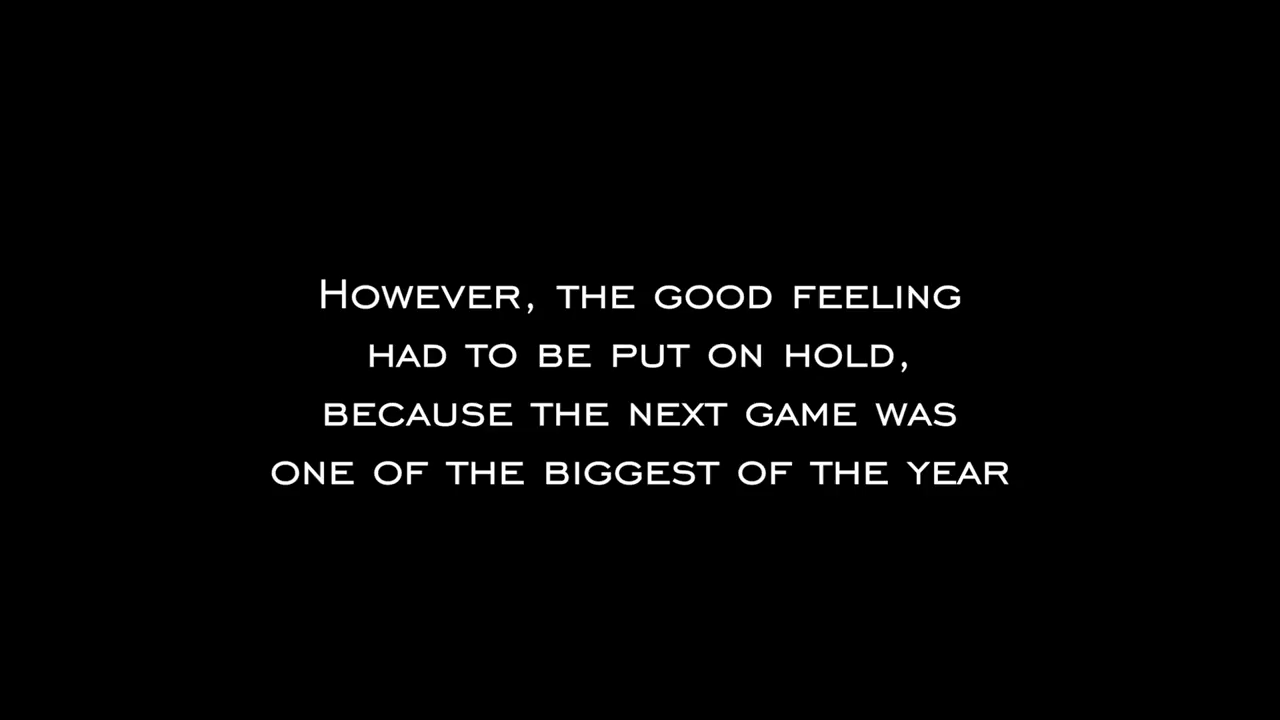 However, the good feeling
had to be put on hold,
because the next game was
one of the biggest of the year